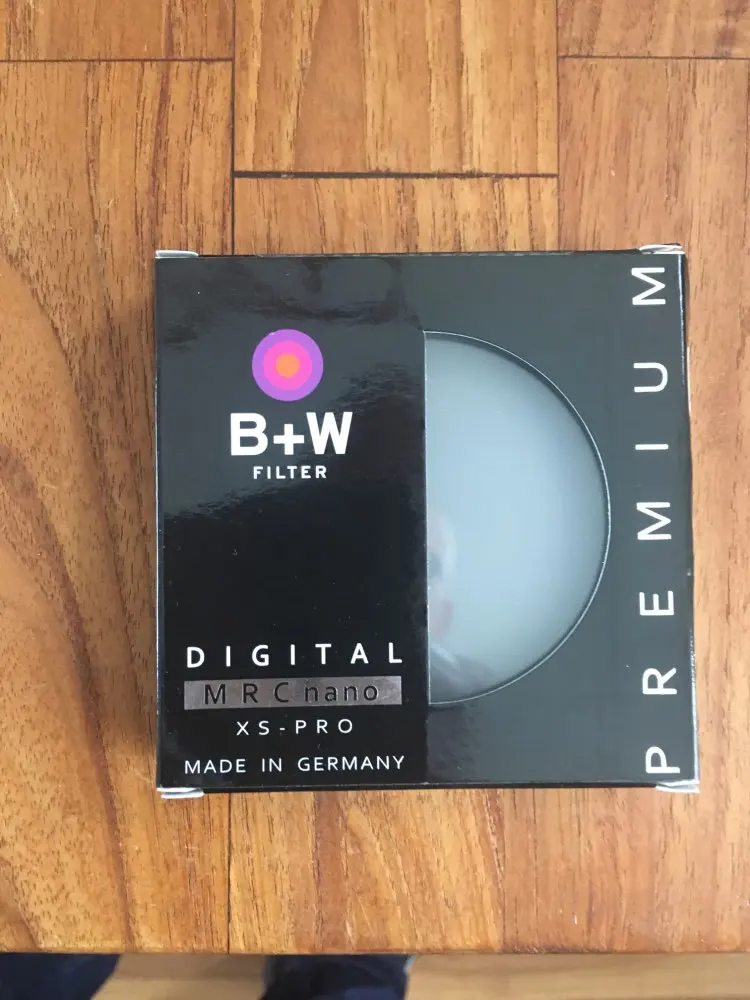 B+W
FILTER
DIGITAL
MRC nano
XS-PRO
MADE IN GERMANY
PREMIUM